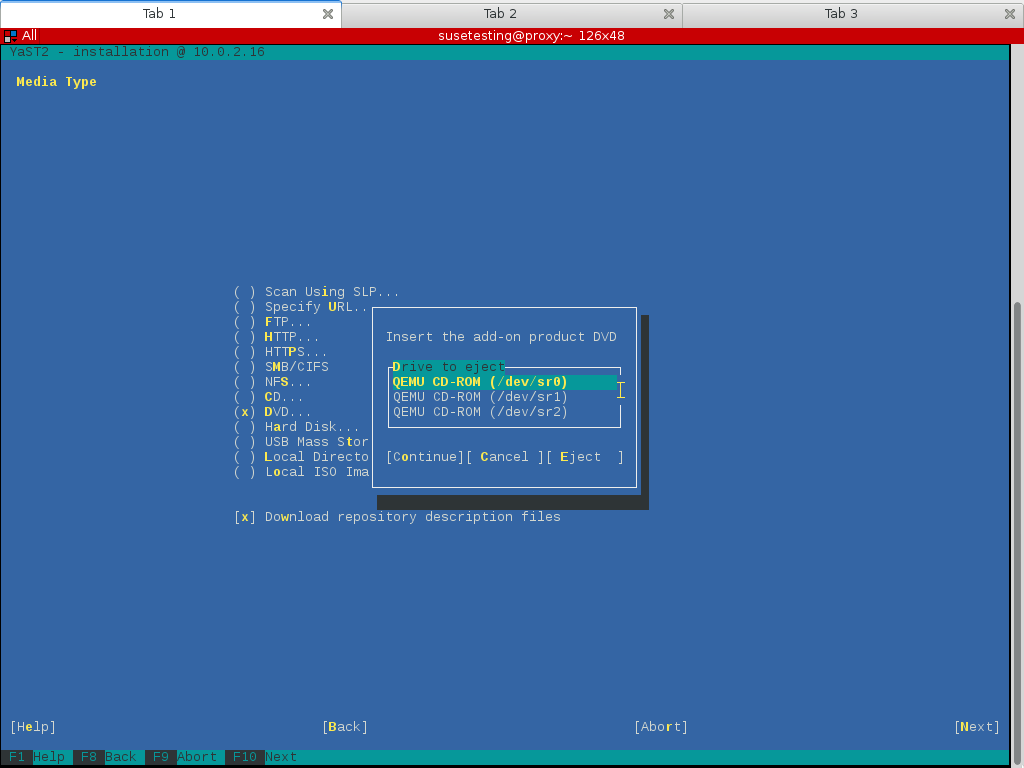 Tab 1 Tab 2 Tab 3
All susetesting@proxy:~ 126x48
YaST2 - installation @ 10.0.2.16
Media Type
( ) Scan Using SLP...
( ) Specify URL..
( ) FTP...
( ) HTTP...
( ) HTTPS...
( ) SMB/CIFS
( ) NFS...
( ) CD...
(x) DVD...
( ) Hard Disk...
( ) USB Mass Stor
( ) Local Directo
( ) Local ISO Ima
Insert the add-on product DVD
Drive to eject
QEMU CD-ROM (/dev/sr0)
QEMU CD-ROM (/dev/sr1)
QEMU CD-ROM (/dev/sr2)
[Continue][ Cancel ][ Eject  ]
[x] Download repository description files
[Help] [Back] [Abort] [Next]
F1 Help F8 Back F9 Abort F10 Next